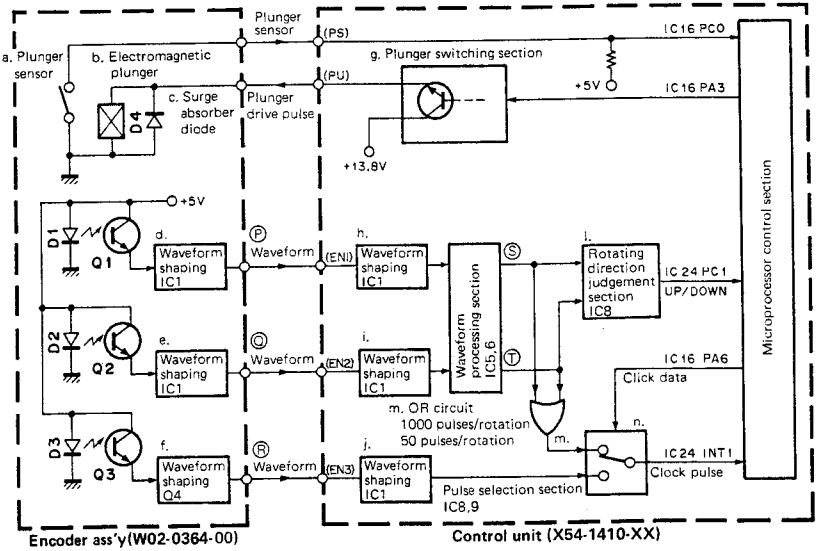 Plunger
sensor
(PS)
IC16 PC0
a. Plunger
sensor
b. Electromagnetic
plunger
g. Plunger switching section
+5V
(PU)
IC16 PA3
c. Surge
absorber
diode
Plunger
drive pulse
D4
+13.8V
Microprocessor control section
+5V
D1
Q1
d.
Waveform
shaping
IC1
P
Waveform
(EN1)
h.
Waveform
shaping
IC1
Waveform
processing section
IC5,6
S
l.
Rotating
direction
judgement
section
IC8
IC24 PC1
UP/DOWN
D2
Q2
e.
Waveform
shaping
IC1
Q
Waveform
(EN2)
i.
Waveform
shaping
IC1
T
IC16 PA6
Click data
m. OR circuit
1000 pulses/rotation
50 pulses/rotation
m.
n.
D3
Q3
f.
Waveform
shaping
Q4
R
Waveform
(EN3)
j.
Waveform
shaping
IC1
Pulse selection section
IC8,9
IC24 INT1
Clock pulse
Encoder ass'y(W02-0364-00)
Control unit (X54-1410-XX)